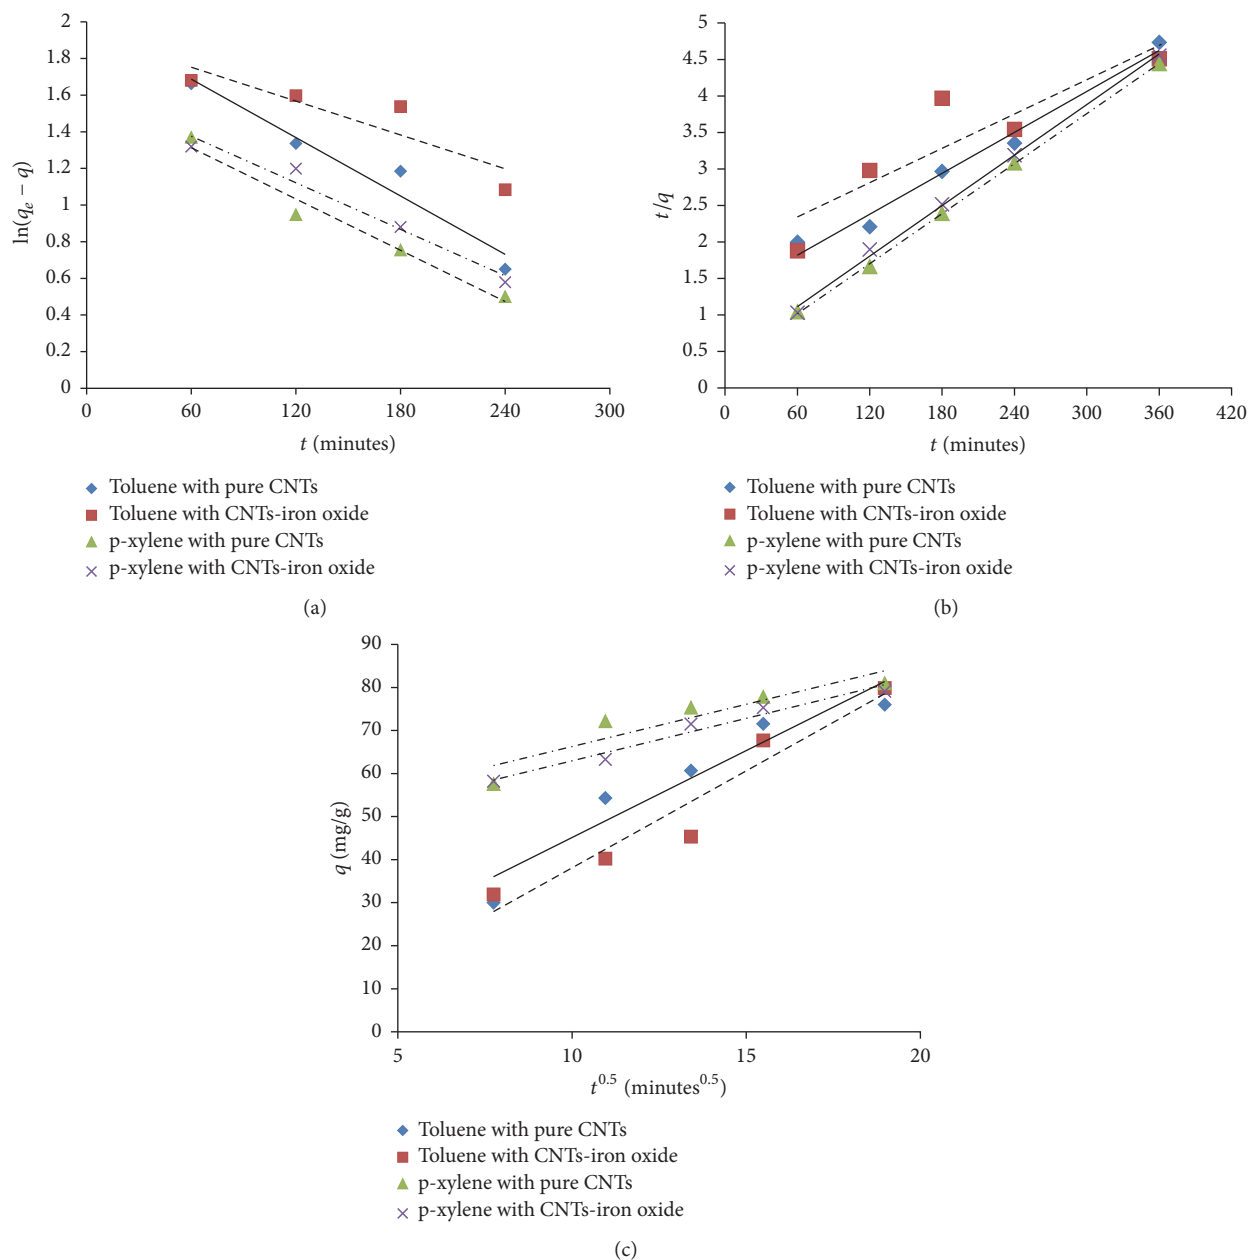 (a)
(b)
2
1.8
1.6
1.4
1.2
1
0.8
0.6
0.4
0.2
0
ln(qₑ − q)
0 60 120 180 240 300
t (minutes)
Toluene with pure CNTs
Toluene with CNTs-iron oxide
p-xylene with pure CNTs
p-xylene with CNTs-iron oxide
(a)
5
4.5
4
3.5
3
2.5
2
1.5
1
0.5
0
t/q
0 60 120 180 240 300 360 420
t (minutes)
Toluene with pure CNTs
Toluene with CNTs-iron oxide
p-xylene with pure CNTs
p-xylene with CNTs-iron oxide
(b)
90
80
70
60
50
40
30
20
10
0
q (mg/g)
5 10 15 20
t^0.5 (minutes^0.5)
Toluene with pure CNTs
Toluene with CNTs-iron oxide
p-xylene with pure CNTs
p-xylene with CNTs-iron oxide
(c)